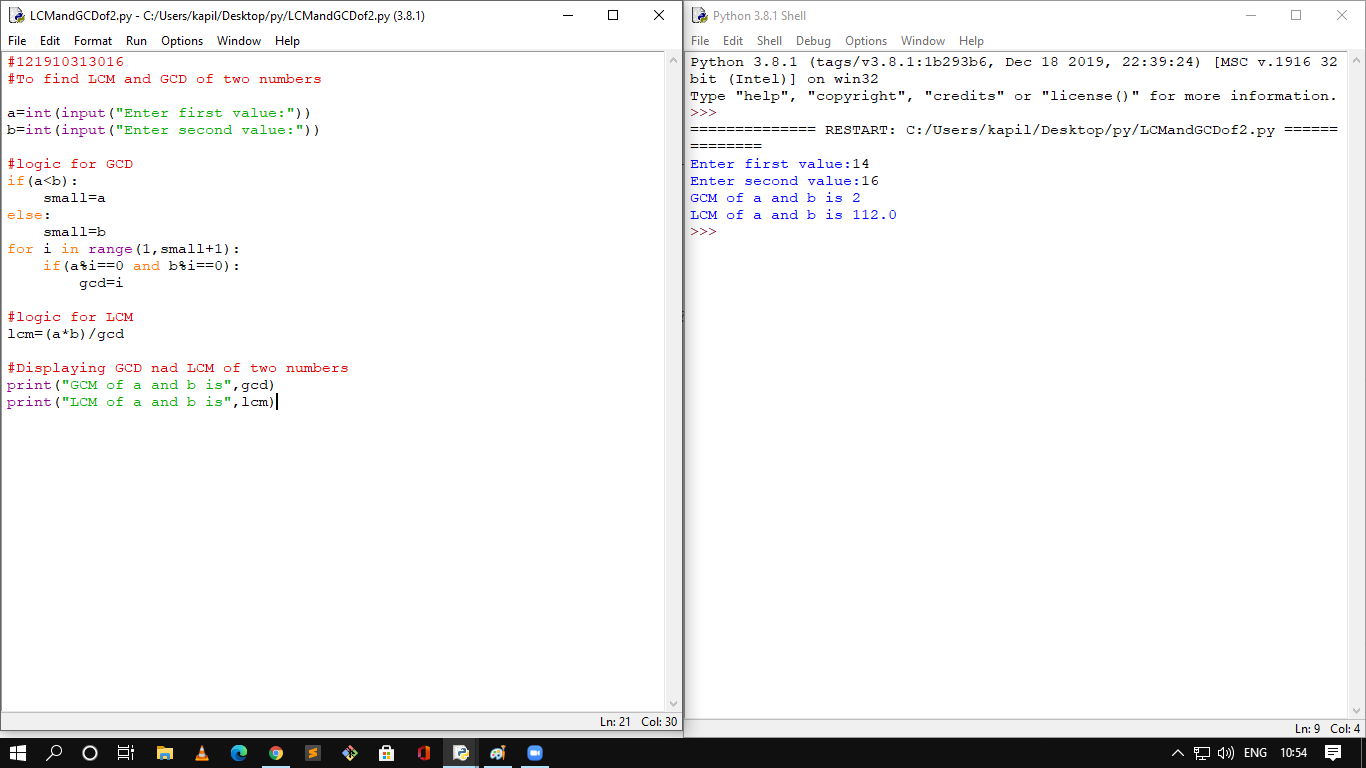 LCMandGCDof2.py - C:/Users/kapil/Desktop/py/LCMandGCDof2.py (3.8.1)
File Edit Format Run Options Window Help
#121910313016
#To find LCM and GCD of two numbers
a=int(input("Enter first value:"))
b=int(input("Enter second value:"))
#logic for GCD
if(a<b):
    small=a
else:
    small=b
for i in range(1,small+1):
    if(a%i==0 and b%i==0):
        gcd=i
#logic for LCM
lcm=(a*b)/gcd
#Displaying GCD nad LCM of two numbers
print("GCM of a and b is",gcd)
print("LCM of a and b is",lcm)
Ln: 21 Col: 30
Python 3.8.1 Shell
File Edit Shell Debug Options Window Help
Python 3.8.1 (tags/v3.8.1:1b293b6, Dec 18 2019, 22:39:24) [MSC v.1916 32
bit (Intel)] on win32
Type "help", "copyright", "credits" or "license()" for more information.
>>>
============== RESTART: C:/Users/kapil/Desktop/py/LCMandGCDof2.py ======
========
Enter first value:14
Enter second value:16
GCM of a and b is 2
LCM of a and b is 112.0
>>>
Ln: 9 Col: 4
ENG 10:54